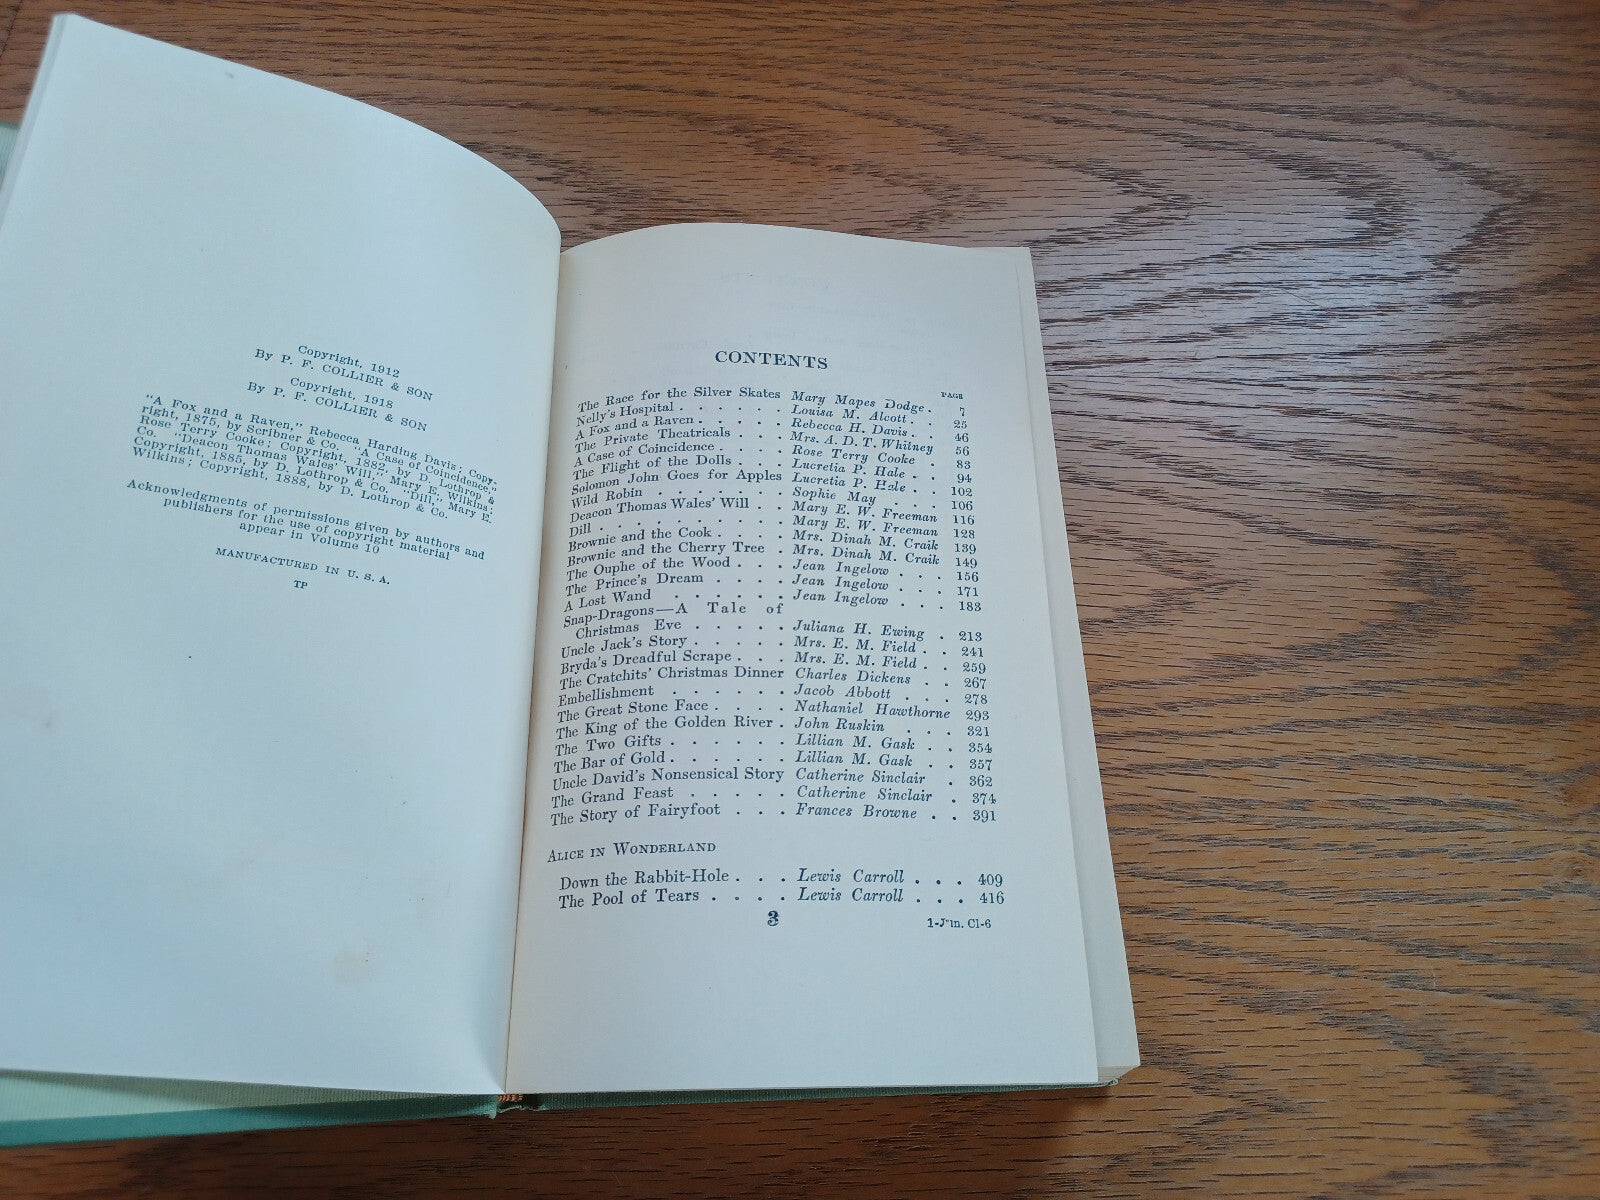 Copyright, 1912
By P. F. COLLIER & SON
Copyright, 1918
By P. F. COLLIER & SON
"A Fox and a Raven," Rebecca Harding Davis; Copy-
right, 1875, by Scribner & Co. "A Case of Coincidence,"
Rose Terry Cooke; Copyright, 1882, by D. Lothrop &
Co. "Deacon Thomas Wales' Will," Mary E. Wilkins;
Copyright, 1885, by D. Lothrop & Co. "Dill," Mary E.
Wilkins; Copyright, 1888, by D. Lothrop & Co.
Acknowledgments of permissions given by authors and
publishers for the use of copyright material
appear in Volume 10
MANUFACTURED IN U. S. A.
TP
CONTENTS
PAGE
The Race for the Silver Skates Mary Mapes Dodge . 7
Nelly's Hospital . . . . . . Louisa M. Alcott . . 25
A Fox and a Raven . . . . . Rebecca H. Davis . . 46
The Private Theatricals . . . Mrs. A. D. T. Whitney 56
A Case of Coincidence . . . . Rose Terry Cooke . 83
The Flight of the Dolls . . . Lucretia P. Hale . . 94
Solomon John Goes for Apples Lucretia P. Hale . . 102
Wild Robin . . . . . . Sophie May . . . 106
Deacon Thomas Wales' Will . . Mary E. W. Freeman 116
Dill . . . . . . . . Mary E. W. Freeman 128
Brownie and the Cook . . . . Mrs. Dinah M. Craik 139
Brownie and the Cherry Tree . Mrs. Dinah M. Craik 149
The Ouphe of the Wood . . . Jean Ingelow . . . 156
The Prince's Dream . . . . Jean Ingelow . . . 171
A Lost Wand . . . . . . Jean Ingelow . . . 183
Snap-Dragons—A Tale of
Christmas Eve . . . . . Juliana H. Ewing . 213
Uncle Jack's Story . . . . . Mrs. E. M. Field . . 241
Bryda's Dreadful Scrape . . . Mrs. E. M. Field . . 259
The Cratchits' Christmas Dinner Charles Dickens . . 267
Embellishment . . . . . . Jacob Abbott . . . 278
The Great Stone Face . . . . Nathaniel Hawthorne 293
The King of the Golden River . John Ruskin . . . 321
The Two Gifts . . . . . . Lillian M. Gask . . 354
The Bar of Gold . . . . . . Lillian M. Gask . . 357
Uncle David's Nonsensical Story Catherine Sinclair . 362
The Grand Feast . . . . . Catherine Sinclair . 374
The Story of Fairyfoot . . . Frances Browne . . 391
ALICE IN WONDERLAND
Down the Rabbit-Hole . . . Lewis Carroll . . . 409
The Pool of Tears . . . . Lewis Carroll . . . 416
3
1-Jun. Cl-6